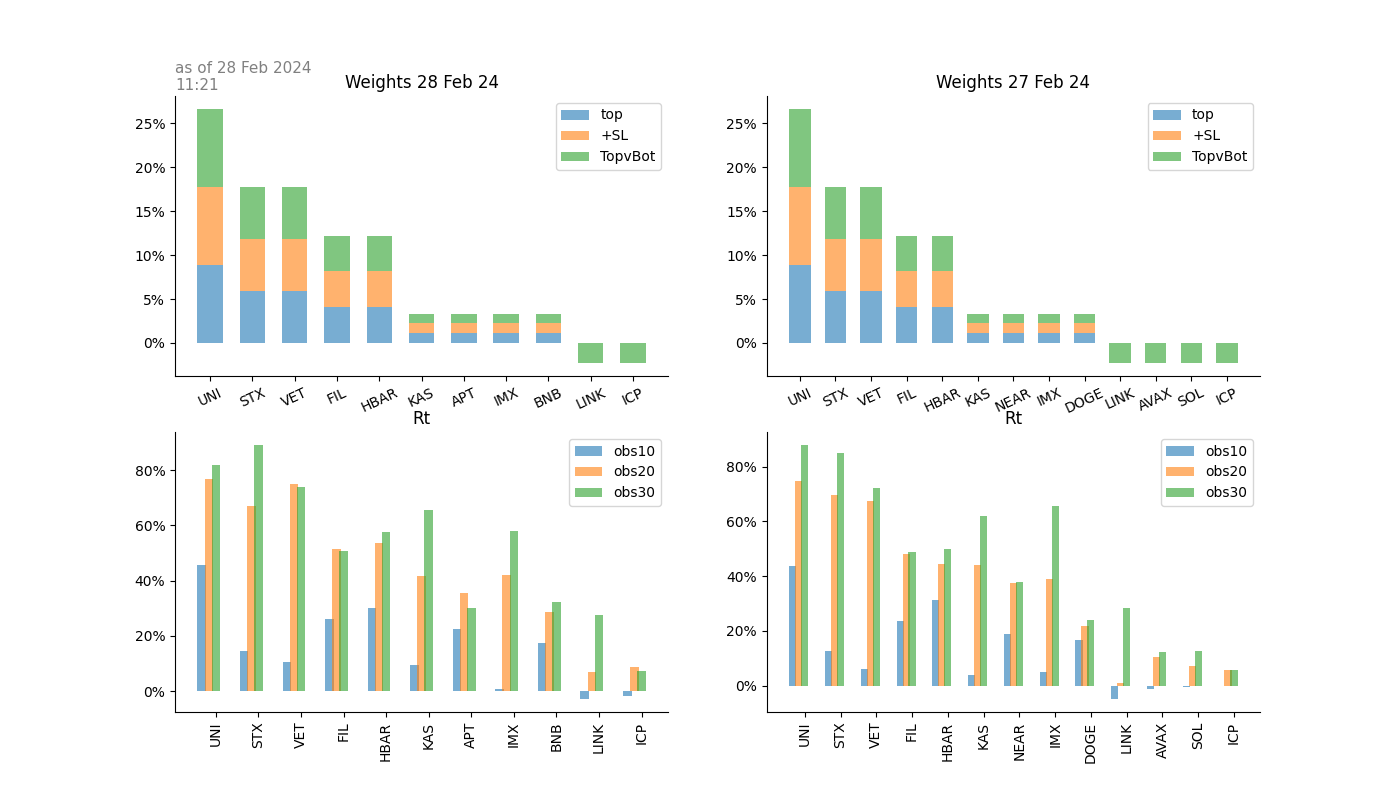 as of 28 Feb 2024
11:21
Weights 28 Feb 24
25%
20%
15%
10%
5%
0%
top
+SL
TopvBot
UNI STX VET FIL HBAR KAS APT IMX BNB LINK ICP
Weights 27 Feb 24
25%
20%
15%
10%
5%
0%
top
+SL
TopvBot
UNI STX VET FIL HBAR KAS NEAR IMX DOGE LINK AVAX SOL ICP
Rt
80%
60%
40%
20%
0%
obs10
obs20
obs30
UNI STX VET FIL HBAR KAS APT IMX BNB LINK ICP
Rt
80%
60%
40%
20%
0%
obs10
obs20
obs30
UNI STX VET FIL HBAR KAS NEAR IMX DOGE LINK AVAX SOL ICP